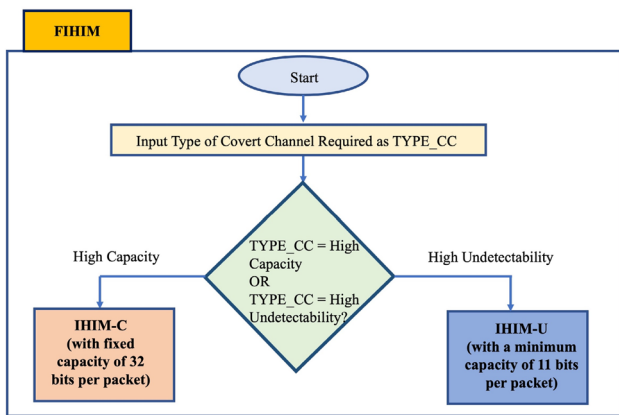 FIHIM
Start
Input Type of Covert Channel Required as TYPE_CC
TYPE_CC = High
Capacity
OR
TYPE_CC = High
Undetectability?
High Capacity
High Undetectability
IHIM-C
(with fixed
capacity of 32
bits per packet)
IHIM-U
(with a minimum
capacity of 11 bits
per packet)